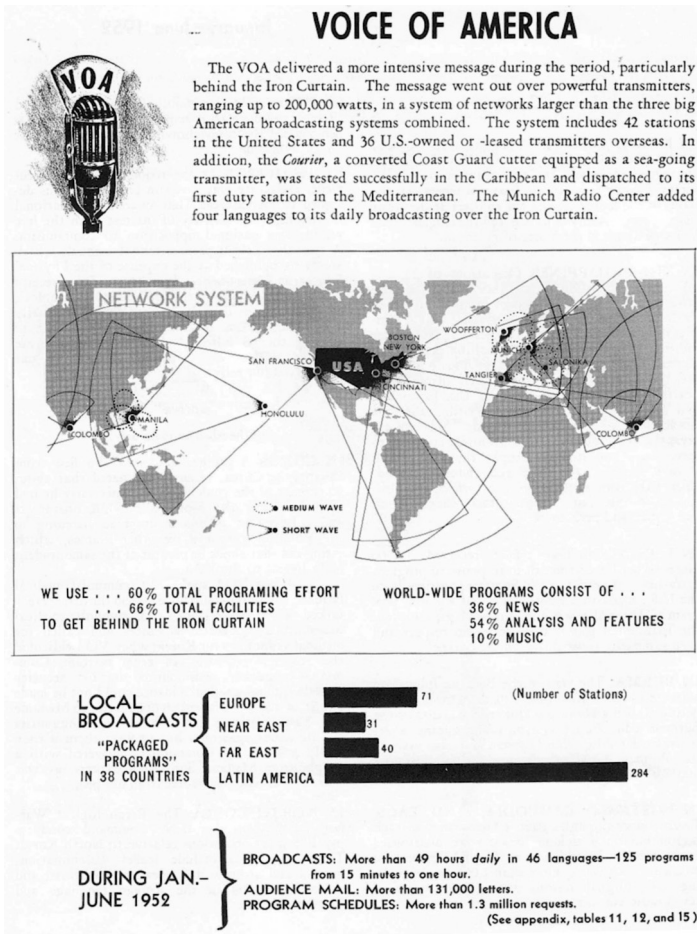 VOICE OF AMERICA
VOA
The VOA delivered a more intensive message during the period, particularly
behind the Iron Curtain. The message went out over powerful transmitters,
ranging up to 200,000 watts, in a system of networks larger than the three big
American broadcasting systems combined. The system includes 42 stations
in the United States and 36 U.S.-owned or -leased transmitters overseas. In
addition, the Courier, a converted Coast Guard cutter equipped as a sea-going
transmitter, was tested successfully in the Caribbean and dispatched to its
first duty station in the Mediterranean. The Munich Radio Center added
four languages to its daily broadcasting over the Iron Curtain.
NETWORK SYSTEM
BOSTON
NEW YORK
WOOFFERTON
MUNICH
SALONIKA
SAN FRANCISCO
USA
TANGIER
CINCINNATI
HONOLULU
MANILA
COLOMBO
COLOMBO
MEDIUM WAVE
SHORT WAVE
WE USE . . . 60% TOTAL PROGRAMING EFFORT
. . . 66% TOTAL FACILITIES
TO GET BEHIND THE IRON CURTAIN
WORLD-WIDE PROGRAMS CONSIST OF . . .
36% NEWS
54% ANALYSIS AND FEATURES
10% MUSIC
LOCAL
BROADCASTS
"PACKAGED
PROGRAMS"
IN 38 COUNTRIES
EUROPE 71
(Number of Stations)
NEAR EAST 31
FAR EAST 40
LATIN AMERICA 284
DURING JAN.-
JUNE 1952
BROADCASTS: More than 49 hours daily in 46 languages—125 programs
from 15 minutes to one hour.
AUDIENCE MAIL: More than 131,000 letters.
PROGRAM SCHEDULES: More than 1.3 million requests.
(See appendix, tables 11, 12, and 15)